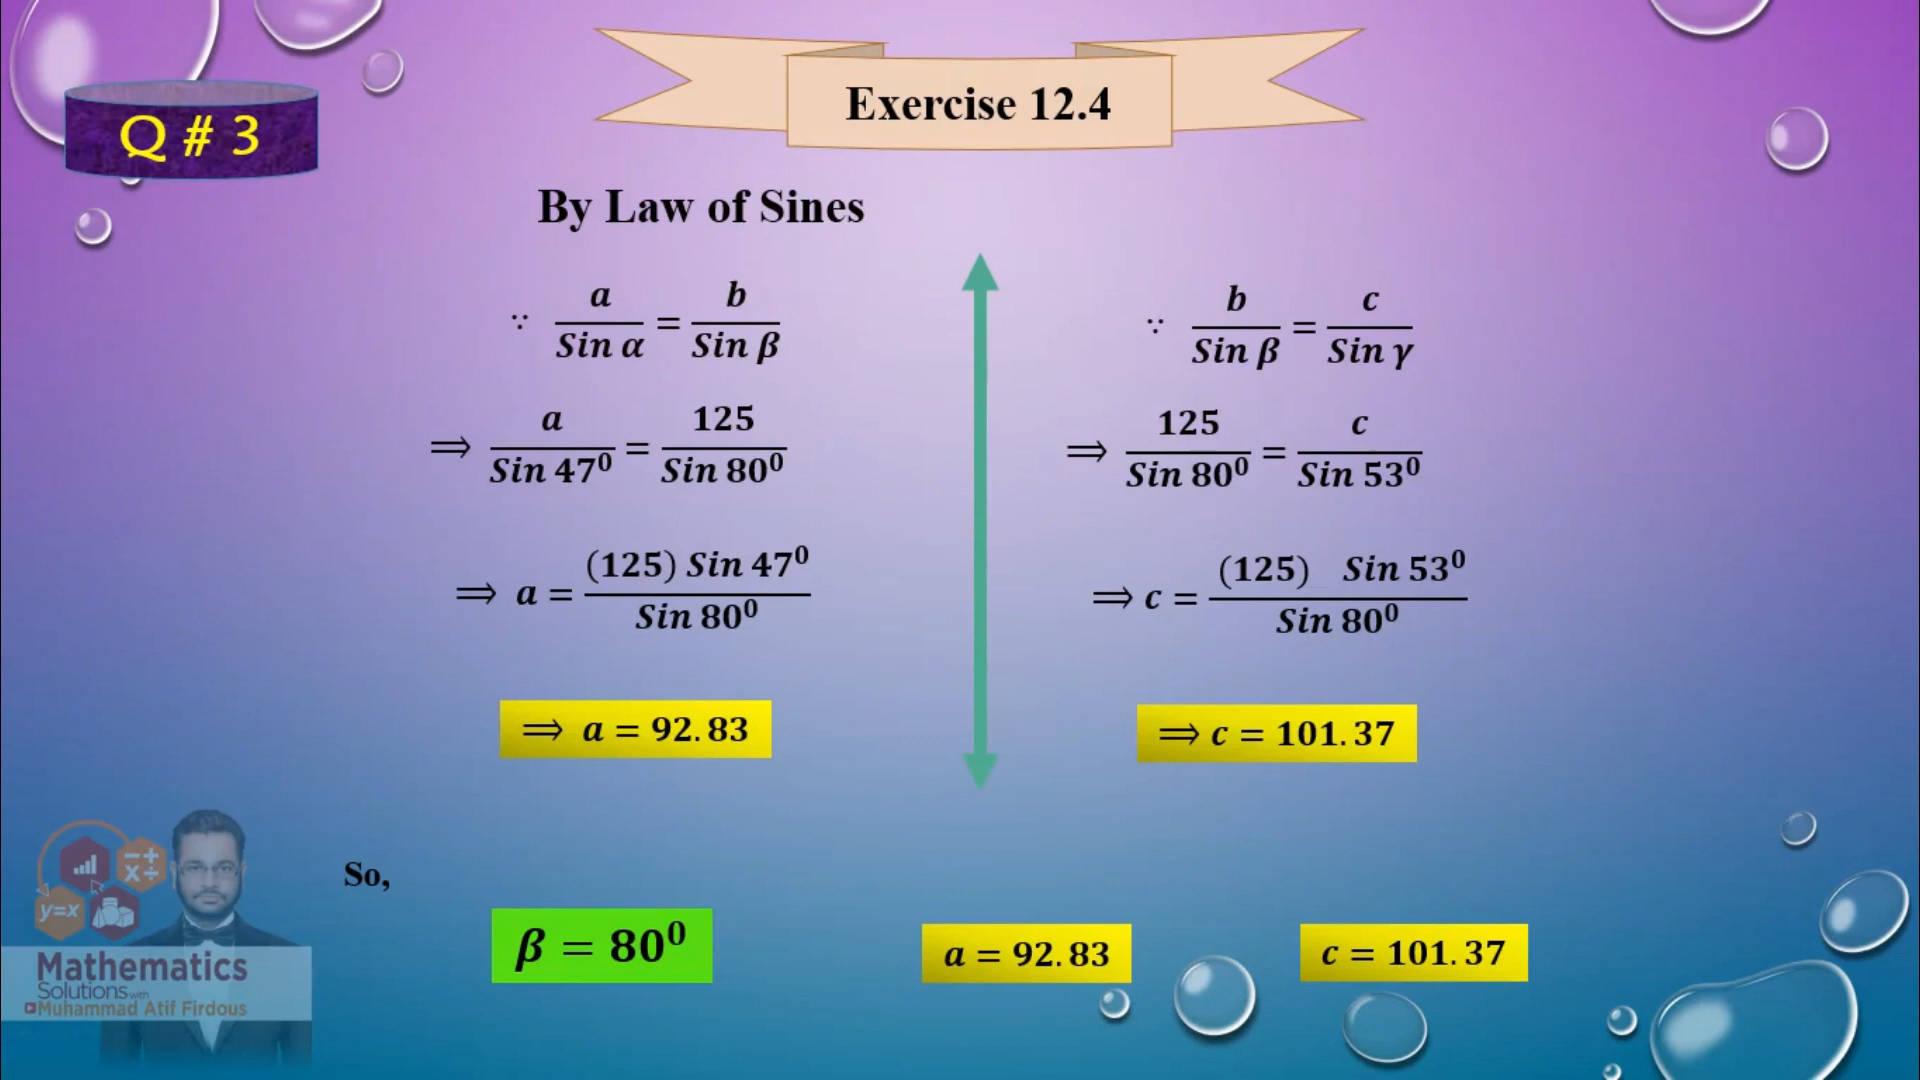 Exercise 12.4
Q # 3
By Law of Sines
∵ a/Sin α = b/Sin β
⟹ a/Sin 47⁰ = 125/Sin 80⁰
⟹ a = (125) Sin 47⁰/Sin 80⁰
⟹ a = 92.83
∵ b/Sin β = c/Sin γ
⟹ 125/Sin 80⁰ = c/Sin 53⁰
⟹ c = (125) Sin 53⁰/Sin 80⁰
⟹ c = 101.37
So,
β = 80⁰
a = 92.83
c = 101.37
y=x
Mathematics
Solutions with
Muhammad Atif Firdous